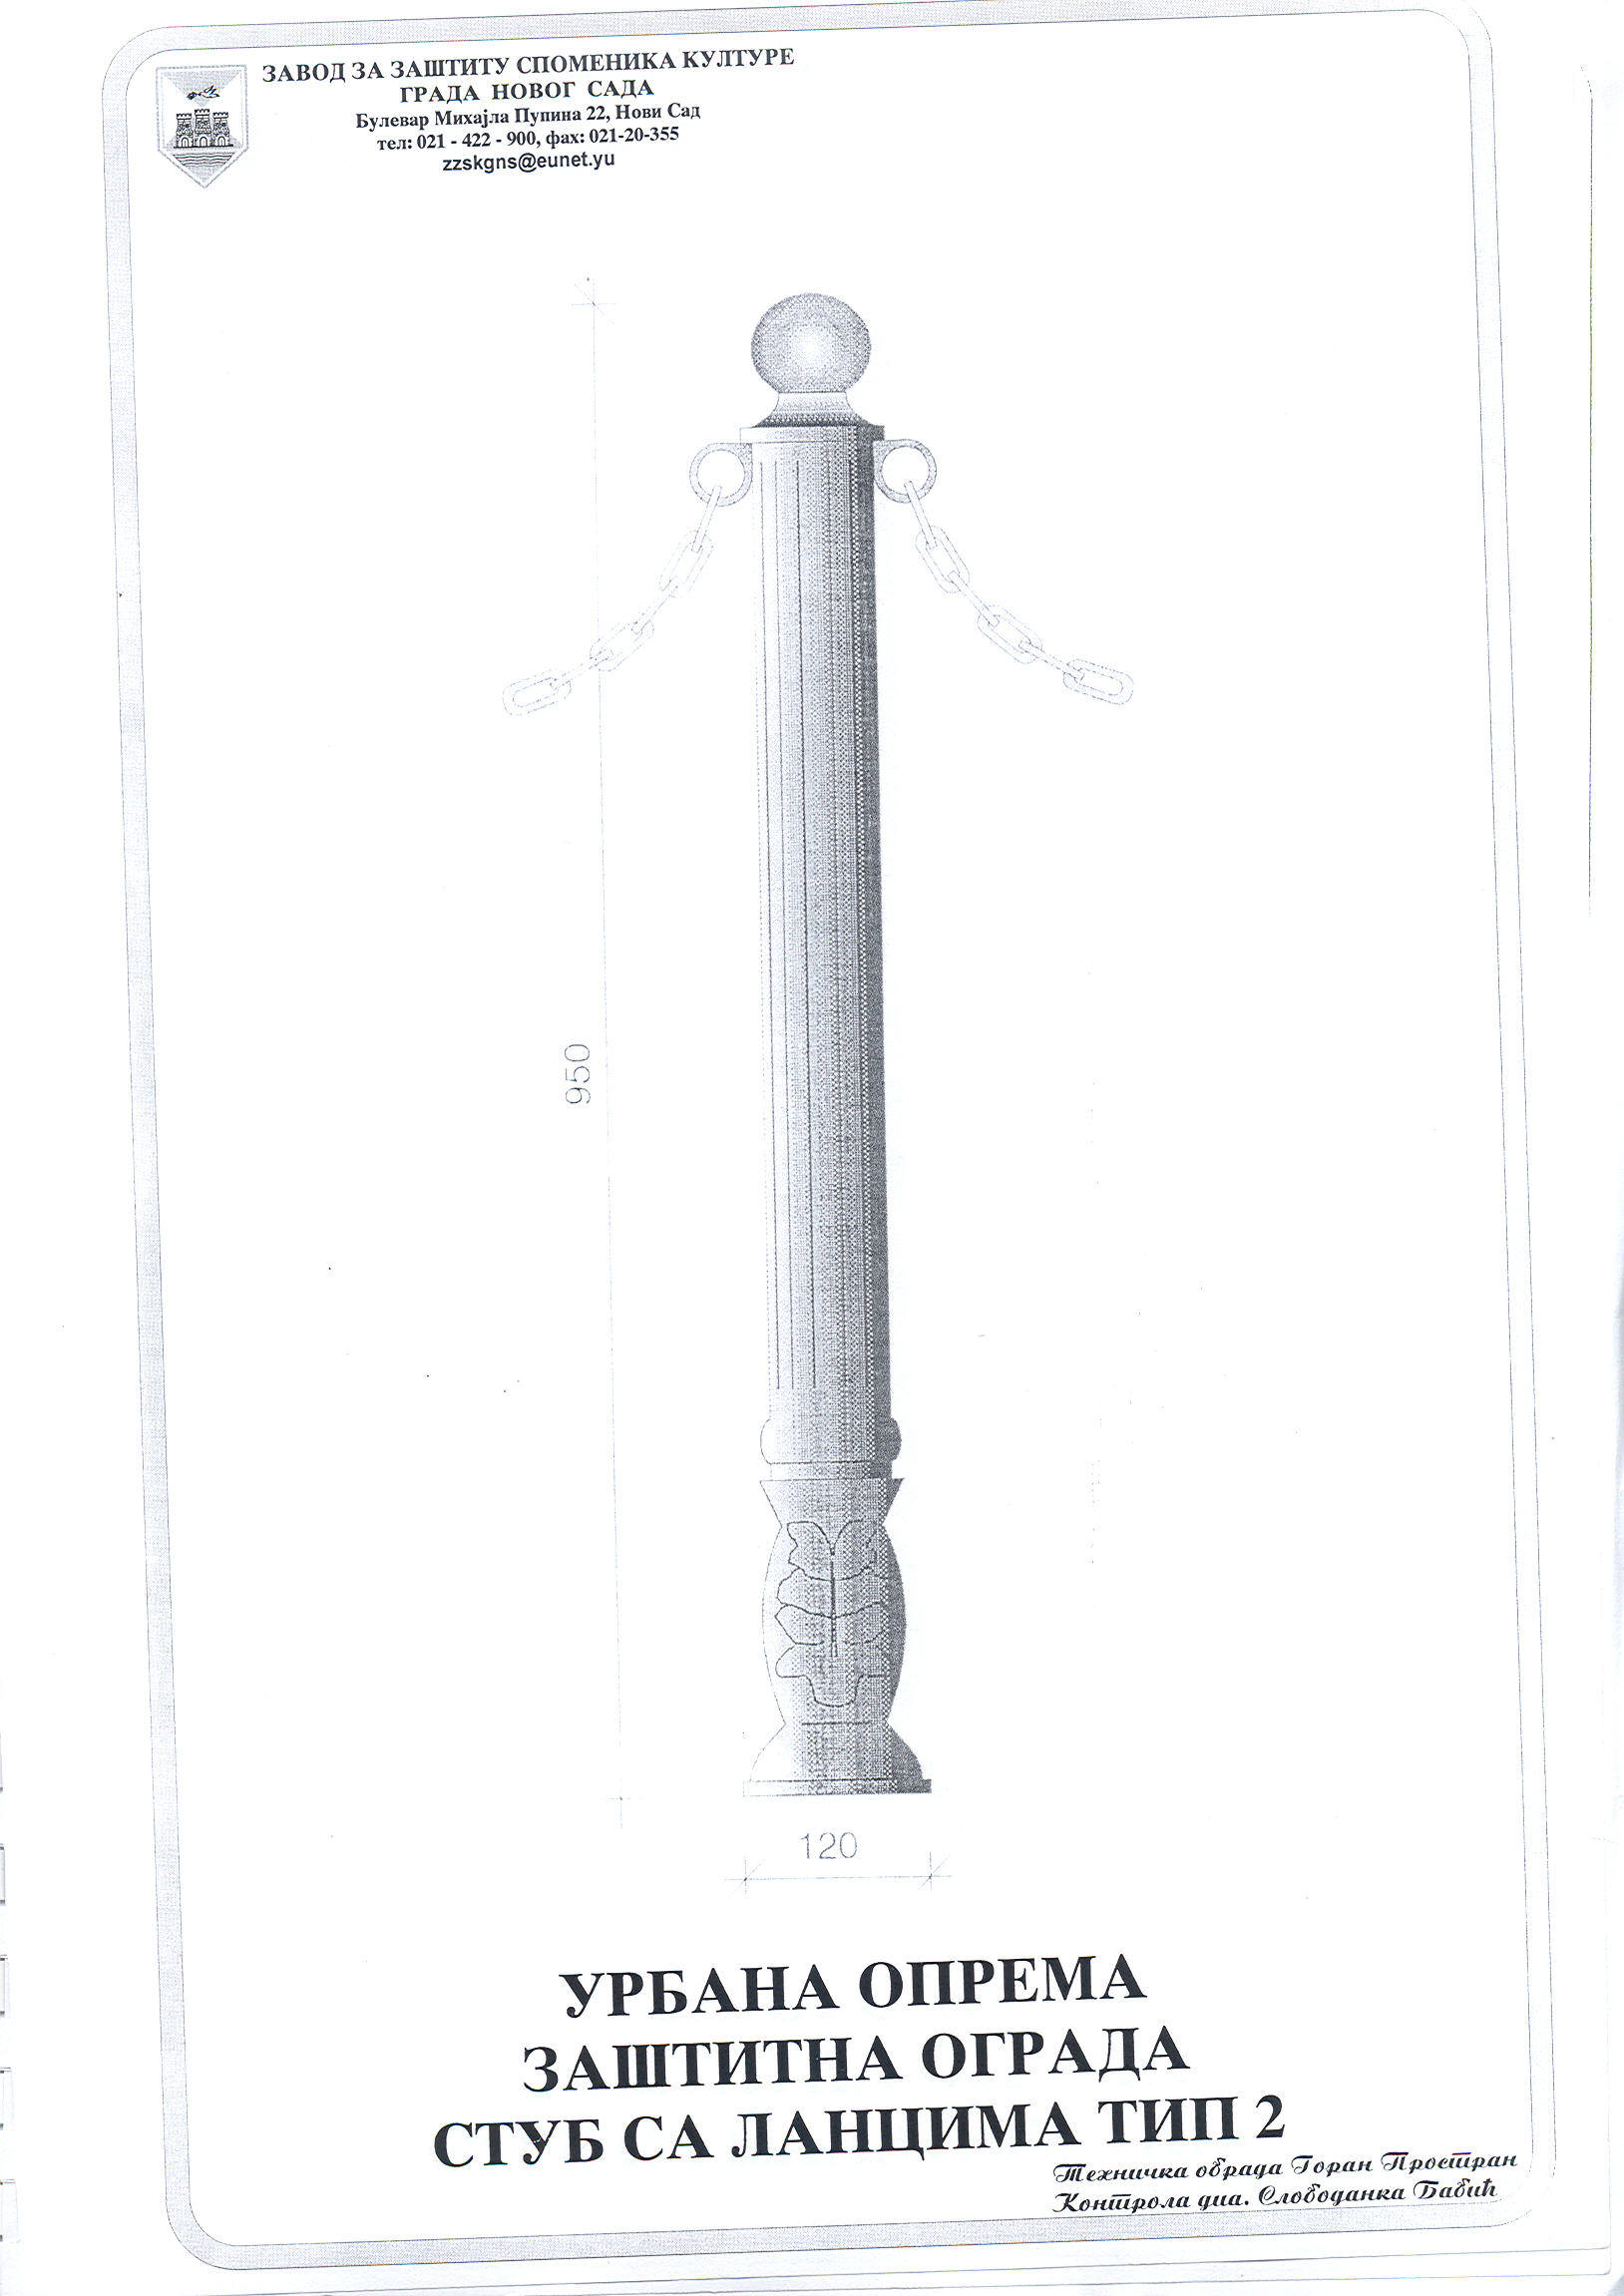 ЗАВОД ЗА ЗАШТИТУ СПОМЕНИКА КУЛТУРЕ
ГРАДА НОВОГ САДА
Булевар Михајла Пупина 22, Нови Сад
тел: 021 - 422 - 900, фах: 021-20-355
zzskgns@eunet.yu
950
120
УРБАНА ОПРЕМА
ЗАШТИТНА ОГРАДА
СТУБ СА ЛАНЦИМА ТИП 2
Техничка обрада Горан Простран
Контрола диа. Слободанка Бабић